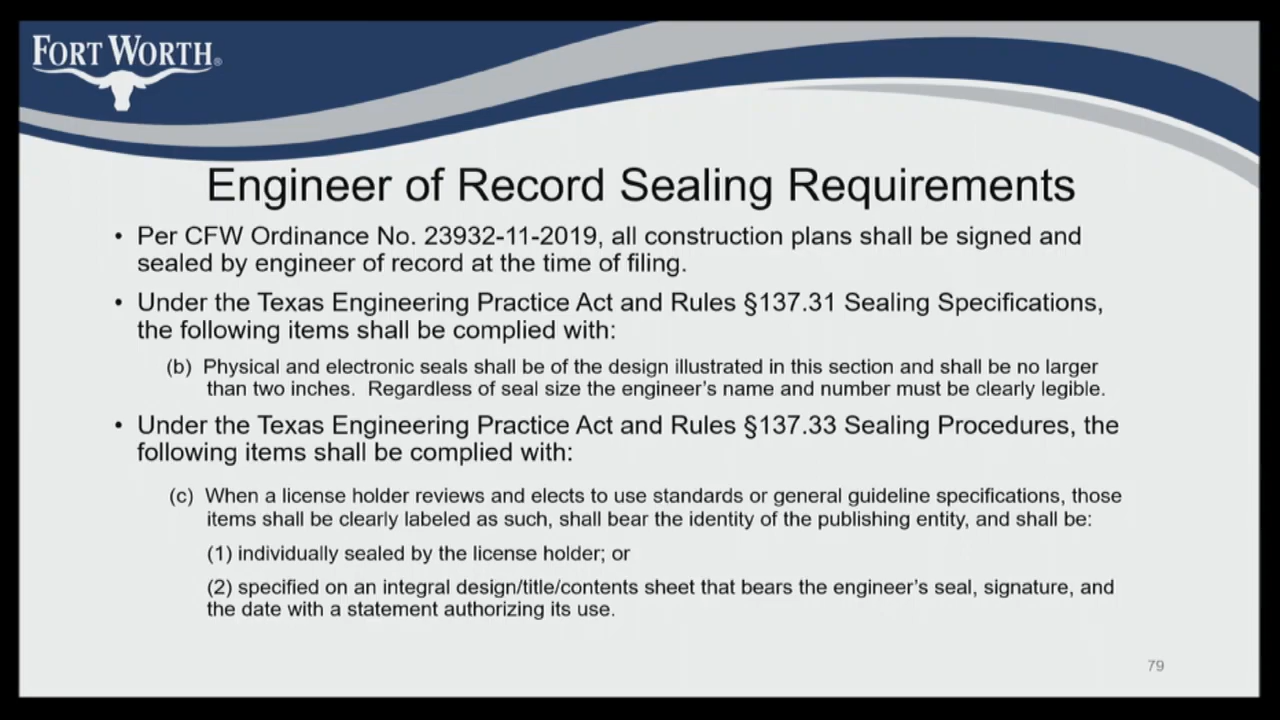 FORT WORTH®
Engineer of Record Sealing Requirements
• Per CFW Ordinance No. 23932-11-2019, all construction plans shall be signed and
sealed by engineer of record at the time of filing.
• Under the Texas Engineering Practice Act and Rules §137.31 Sealing Specifications,
the following items shall be complied with:
(b) Physical and electronic seals shall be of the design illustrated in this section and shall be no larger
than two inches. Regardless of seal size the engineer's name and number must be clearly legible.
• Under the Texas Engineering Practice Act and Rules §137.33 Sealing Procedures, the
following items shall be complied with:
(c) When a license holder reviews and elects to use standards or general guideline specifications, those
items shall be clearly labeled as such, shall bear the identity of the publishing entity, and shall be:
(1) individually sealed by the license holder; or
(2) specified on an integral design/title/contents sheet that bears the engineer's seal, signature, and
the date with a statement authorizing its use.
79